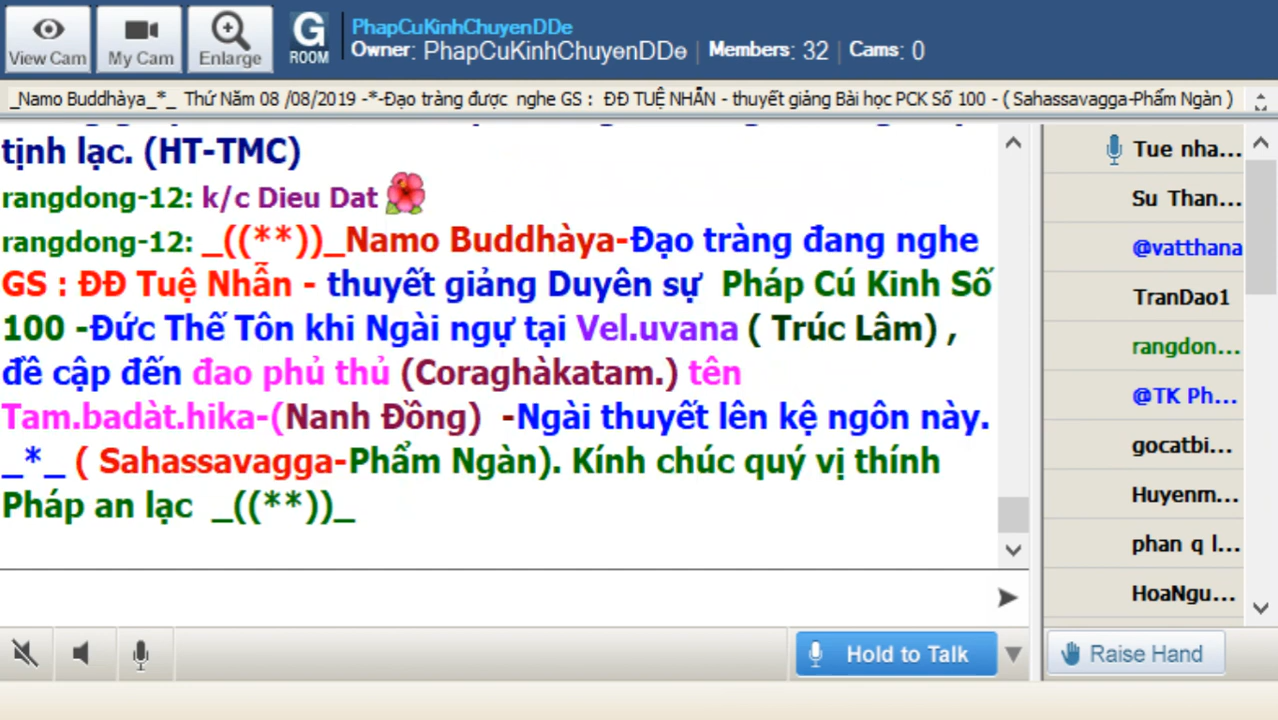 View Cam
My Cam
Enlarge
G
ROOM
PhapCuKinhChuyenDDe
Owner: PhapCuKinhChuyenDDe | Members: 32 | Cams: 0
_Namo Buddhàya_*_ Thứ Năm 08 /08/2019 -*-Đạo tràng được nghe GS : ĐĐ TUỆ NHẪN - thuyết giảng Bài học PCK Số 100 - ( Sahassavagga-Phẩm Ngàn )
tịnh lạc. (HT-TMC)
rangdong-12: k/c Dieu Dat
rangdong-12: _((**))_Namo Buddhàya-Đạo tràng đang nghe
GS : ĐĐ Tuệ Nhẫn - thuyết giảng Duyên sự Pháp Cú Kinh Số
100 -Đức Thế Tôn khi Ngài ngự tại Vel.uvana ( Trúc Lâm) ,
đề cập đến đao phủ thủ (Coraghàkatam.) tên
Tam.badàt.hika-(Nanh Đồng) -Ngài thuyết lên kệ ngôn này.
_*_ ( Sahassavagga-Phẩm Ngàn). Kính chúc quý vị thính
Pháp an lạc _((**))_
Tue nha...
Su Than...
@vatthana
TranDao1
rangdon...
@TK Ph...
gocatbi...
Huyenm...
phan q l...
HoaNgu...
Hold to Talk
Raise Hand